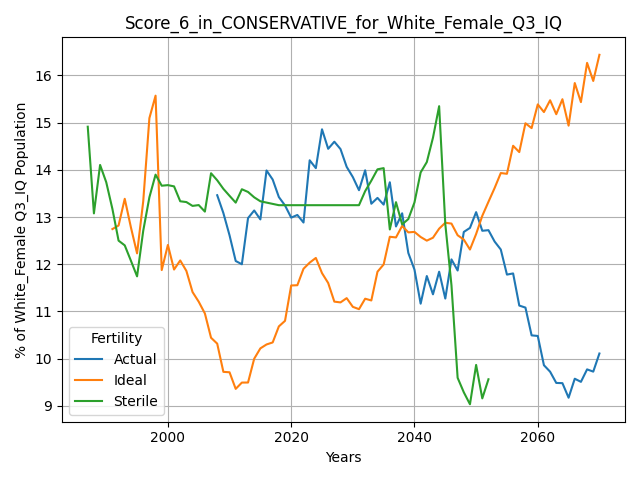 Score_6_in_CONSERVATIVE_for_White_Female_Q3_IQ
% of White_Female Q3_IQ Population
16
15
14
13
12
11
10
9
Fertility
Actual
Ideal
Sterile
2000
2020
2040
2060
Years